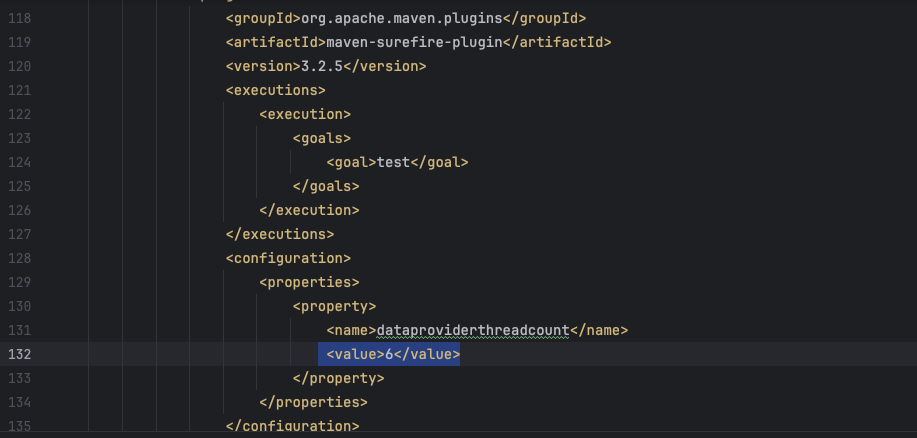 118 <groupId>org.apache.maven.plugins</groupId>
119 <artifactId>maven-surefire-plugin</artifactId>
120 <version>3.2.5</version>
121 <executions>
122 <execution>
123 <goals>
124 <goal>test</goal>
125 </goals>
126 </execution>
127 </executions>
128 <configuration>
129 <properties>
130 <property>
131 <name>dataproviderthreadcount</name>
132 <value>6</value>
133 </property>
134 </properties>
135 </configuration>